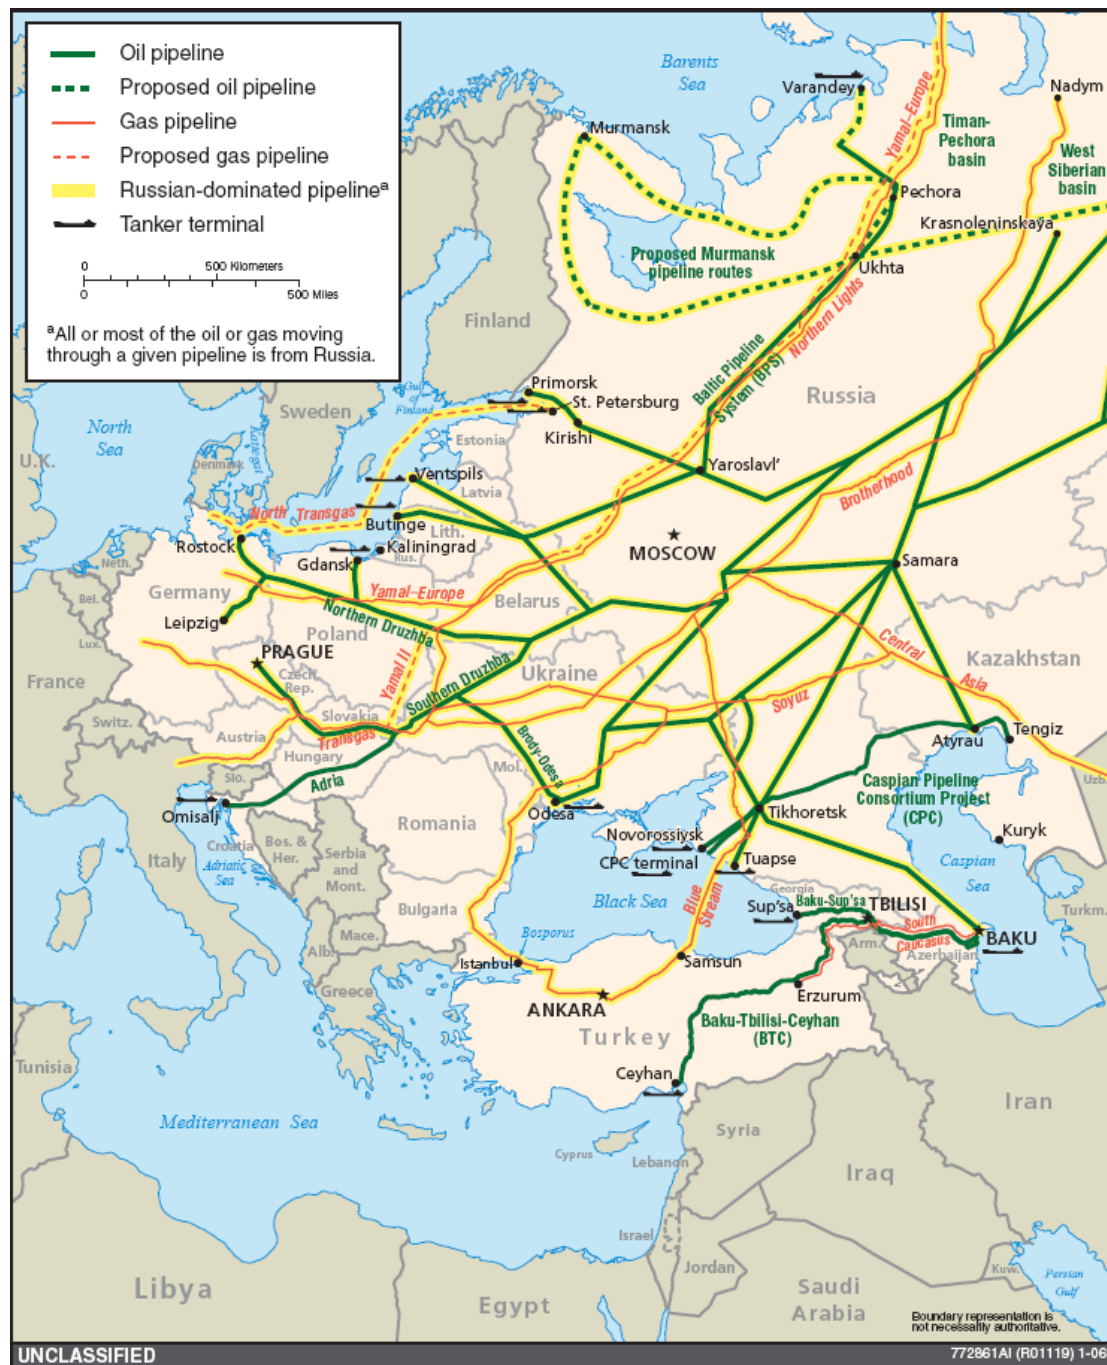 Oil pipeline
Proposed oil pipeline
Gas pipeline
Proposed gas pipeline
Russian-dominated pipelineª
Tanker terminal
0 500 Kilometers
0 500 Miles
ªAll or most of the oil or gas moving
through a given pipeline is from Russia.
Barents
Sea
Varandey
Nadym
Murmansk
Yamal–Europe
Timan-
Pechora
basin
West
Siberian
basin
Pechora
Krasnoleninskaya
Proposed Murmansk
pipeline routes
Ukhta
Northern Lights
Finland
Baltic Pipeline
System (BPS)
Russia
Gulf
of
Finland
Primorsk
St. Petersburg
Kirishi
Sweden
North
Sea
Kattegat
Estonia
U.K.
Denmark
Ventspils
Latvia
Yaroslavl'
Brotherhood
North Transgas
Butinge
Lith.
MOSCOW
Rostock
Kaliningrad
Rus.
Gdansk
Samara
Neth.
Germany
Yamal–Europe
Belarus
Bel.
Northern Druzhba
Leipzig
Poland
Central
Asia
Lux.
PRAGUE
Yamal II
Southern Druzhba
Ukraine
Kazakhstan
Czech
Rep.
France
Soyuz
Slovakia
Switz.
Austria
Transgas
Hungary
Brody-Odesa
Atyrau
Tengiz
Slo.
Adria
Mol.
Uzb.
Caspian Pipeline
Consortium Project
(CPC)
Omisalj
Odesa
Tikhoretsk
Romania
Croatia
Bos. &
Her.
Serbia
and
Mont.
Novorossiysk
CPC terminal
Kuryk
Italy
Adriatic
Sea
Tuapse
Caspian
Sea
Black Sea
Blue
Stream
Georgia
Bulgaria
Sup'sa
Baku-Sup'sa
TBILISI
Turkm.
Mace.
Bosporus
South
Caucasus
BAKU
Alb.
Arm.
Azerbaijan
Istanbul
Samsun
Greece
ANKARA
Erzurum
Baku-Tbilisi-Ceyhan
(BTC)
Turkey
Tunisia
Ceyhan
Iran
Mediterranean Sea
Syria
Cyprus
Lebanon
Iraq
Israel
Jordan
Kuw.
Persian
Gulf
Libya
Egypt
Saudi
Arabia
Boundary representation is
not necessarily authoritative.
UNCLASSIFIED
772861AI (R01119) 1-06